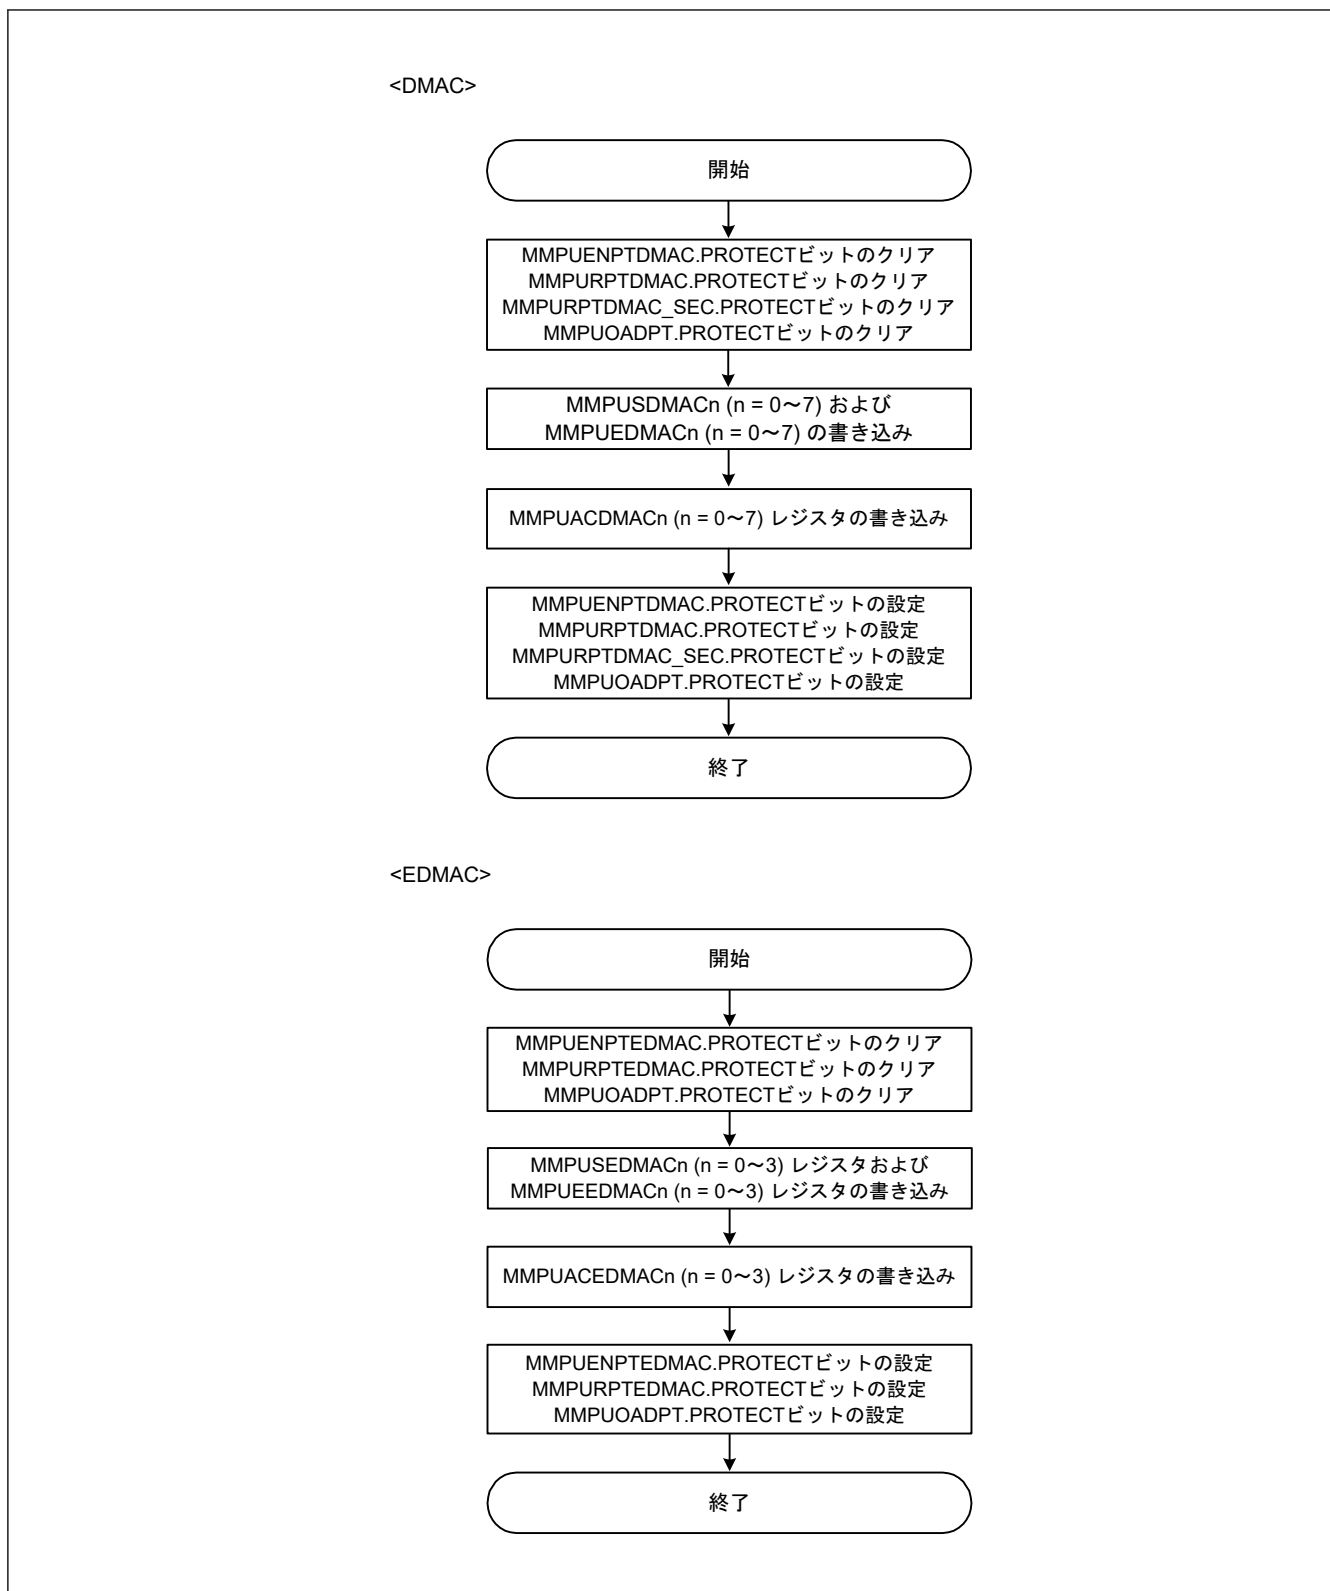 <DMAC>
開始
MMPUENPTDMAC.PROTECTビットのクリア
MMPURPTDMAC.PROTECTビットのクリア
MMPURPTDMAC_SEC.PROTECTビットのクリア
MMPUOADPT.PROTECTビットのクリア
MMPUSDMACn (n = 0～7) および
MMPUEDMACn (n = 0～7) の書き込み
MMPUACDMACn (n = 0～7) レジスタの書き込み
MMPUENPTDMAC.PROTECTビットの設定
MMPURPTDMAC.PROTECTビットの設定
MMPURPTDMAC_SEC.PROTECTビットの設定
MMPUOADPT.PROTECTビットの設定
終了
<EDMAC>
開始
MMPUENPTEDMAC.PROTECTビットのクリア
MMPURPTEDMAC.PROTECTビットのクリア
MMPUOADPT.PROTECTビットのクリア
MMPUSEDMACn (n = 0～3) レジスタおよび
MMPUEEDMACn (n = 0～3) レジスタの書き込み
MMPUACEDMACn (n = 0～3) レジスタの書き込み
MMPUENPTEDMAC.PROTECTビットの設定
MMPURPTEDMAC.PROTECTビットの設定
MMPUOADPT.PROTECTビットの設定
終了